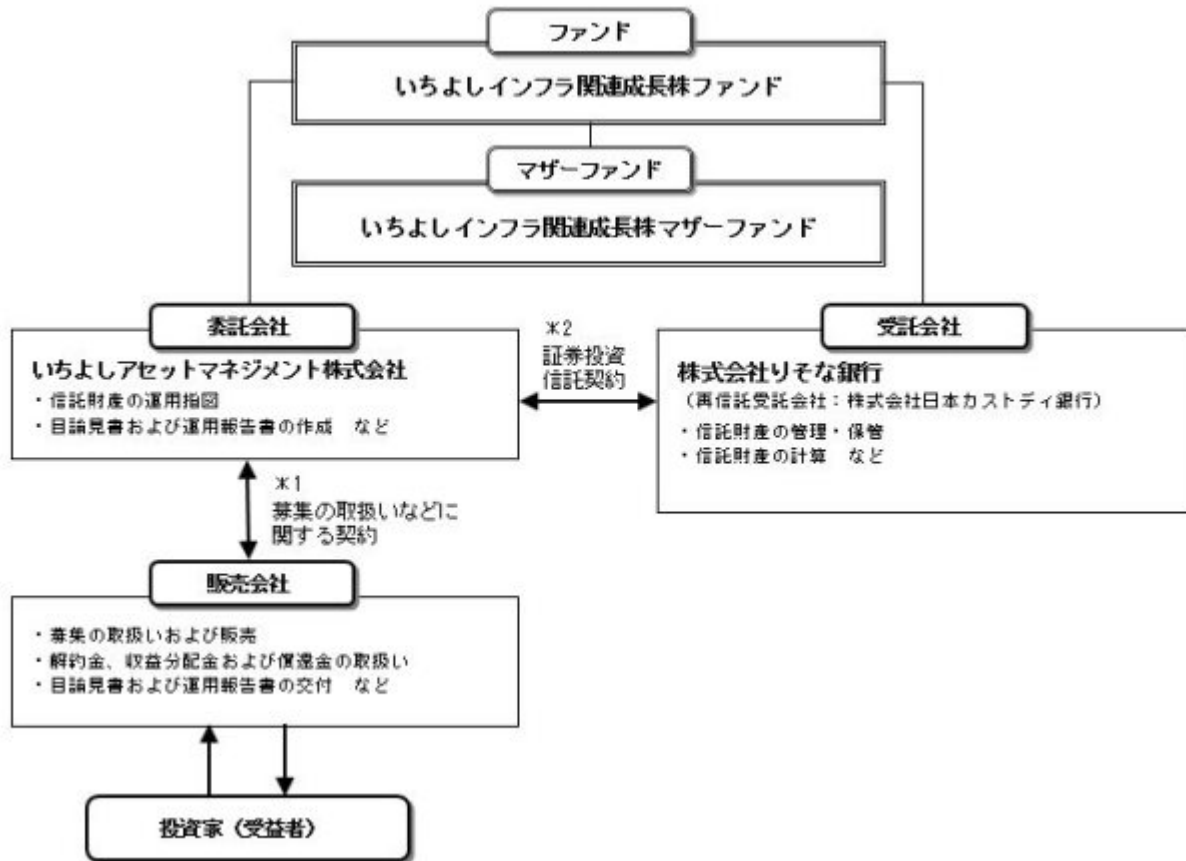 ファンド
いちよしインフラ関連成長株ファンド
マザーファンド
いちよしインフラ関連成長株マザーファンド
委託会社
いちよしアセットマネジメント株式会社
・信託財産の運用指図
・目論見書および運用報告書の作成 など
*2
証券投資
信託契約
受託会社
株式会社りそな銀行
(再信託受託会社:株式会社日本カストディ銀行)
・信託財産の管理・保管
・信託財産の計算 など
*1
募集の取扱いなどに
関する契約
販売会社
・募集の取扱いおよび販売
・解約金、収益分配金および償還金の取扱い
・目論見書および運用報告書の交付 など
投資家(受益者)